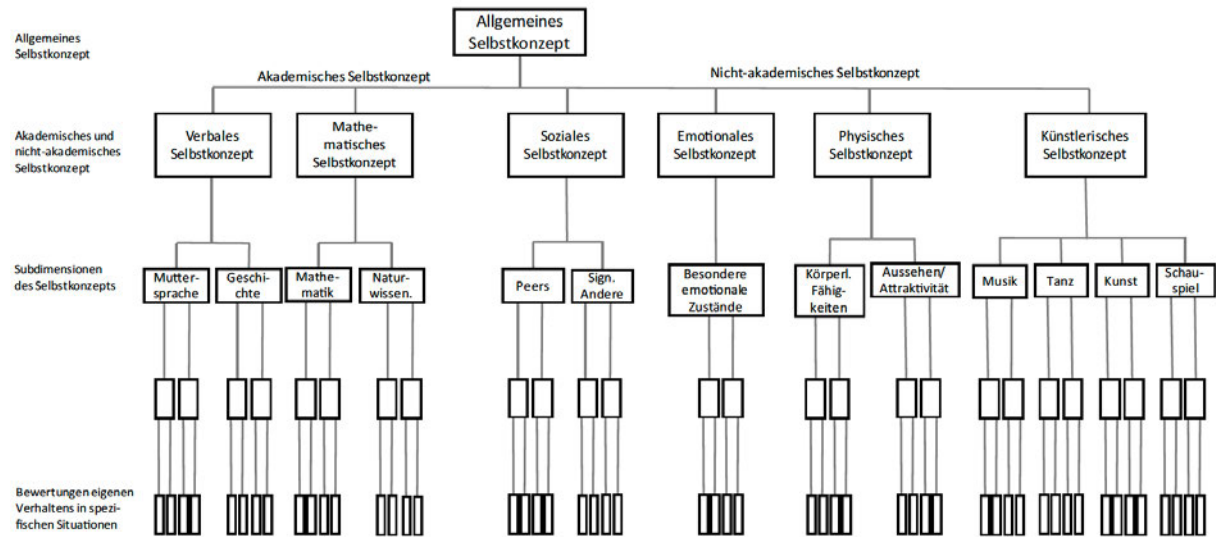 Allgemeines
Selbstkonzept
Allgemeines
Selbstkonzept
Akademisches Selbstkonzept
Nicht-akademisches Selbstkonzept
Akademisches und
nicht-akademisches
Selbstkonzept
Verbales
Selbstkonzept
Mathe-
matisches
Selbstkonzept
Soziales
Selbstkonzept
Emotionales
Selbstkonzept
Physisches
Selbstkonzept
Künstlerisches
Selbstkonzept
Subdimensionen
des Selbstkonzepts
Mutter-
sprache
Geschi-
chte
Mathe-
matik
Natur-
wissen.
Peers
Sign.
Andere
Besondere
emotionale
Zustände
Körperl.
Fähig-
keiten
Aussehen/
Attraktivität
Musik
Tanz
Kunst
Schau-
spiel
Bewertungen eigenen
Verhaltens in spezi-
fischen Situationen